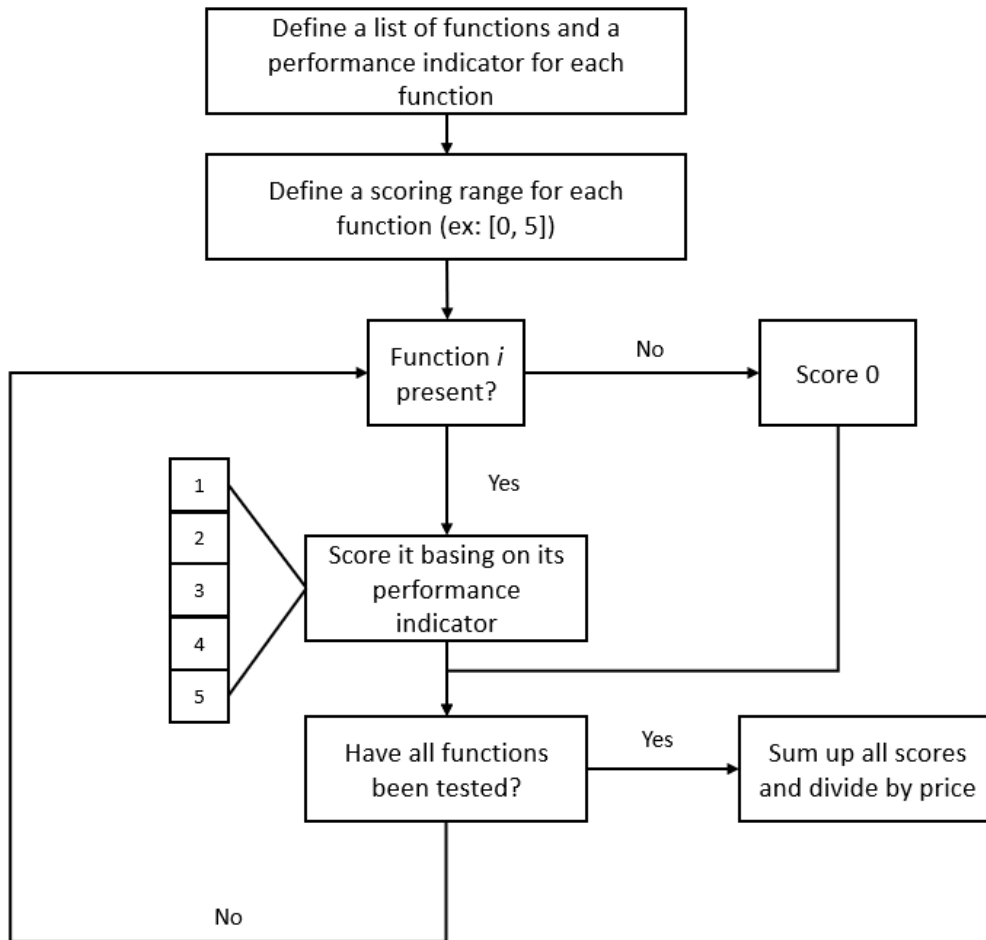 Define a list of functions and a
performance indicator for each
function
Define a scoring range for each
function (ex: [0, 5])
Function i
present?
No
Score 0
Yes
1
2
3
4
5
Score it basing on its
performance
indicator
Have all functions
been tested?
Yes
Sum up all scores
and divide by price
No